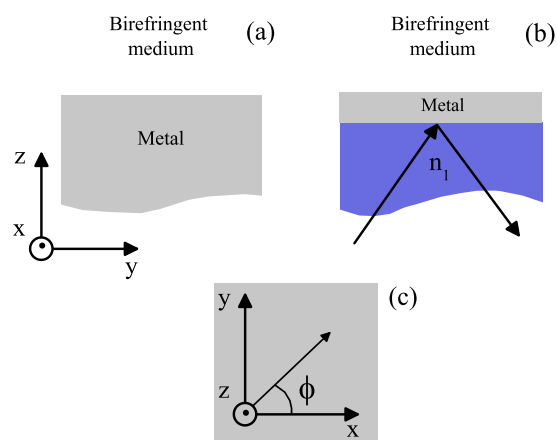 Birefringent
medium
(a)
Metal
z
x
y
Birefringent
medium
(b)
Metal
n1
(c)
y
z
ϕ
x